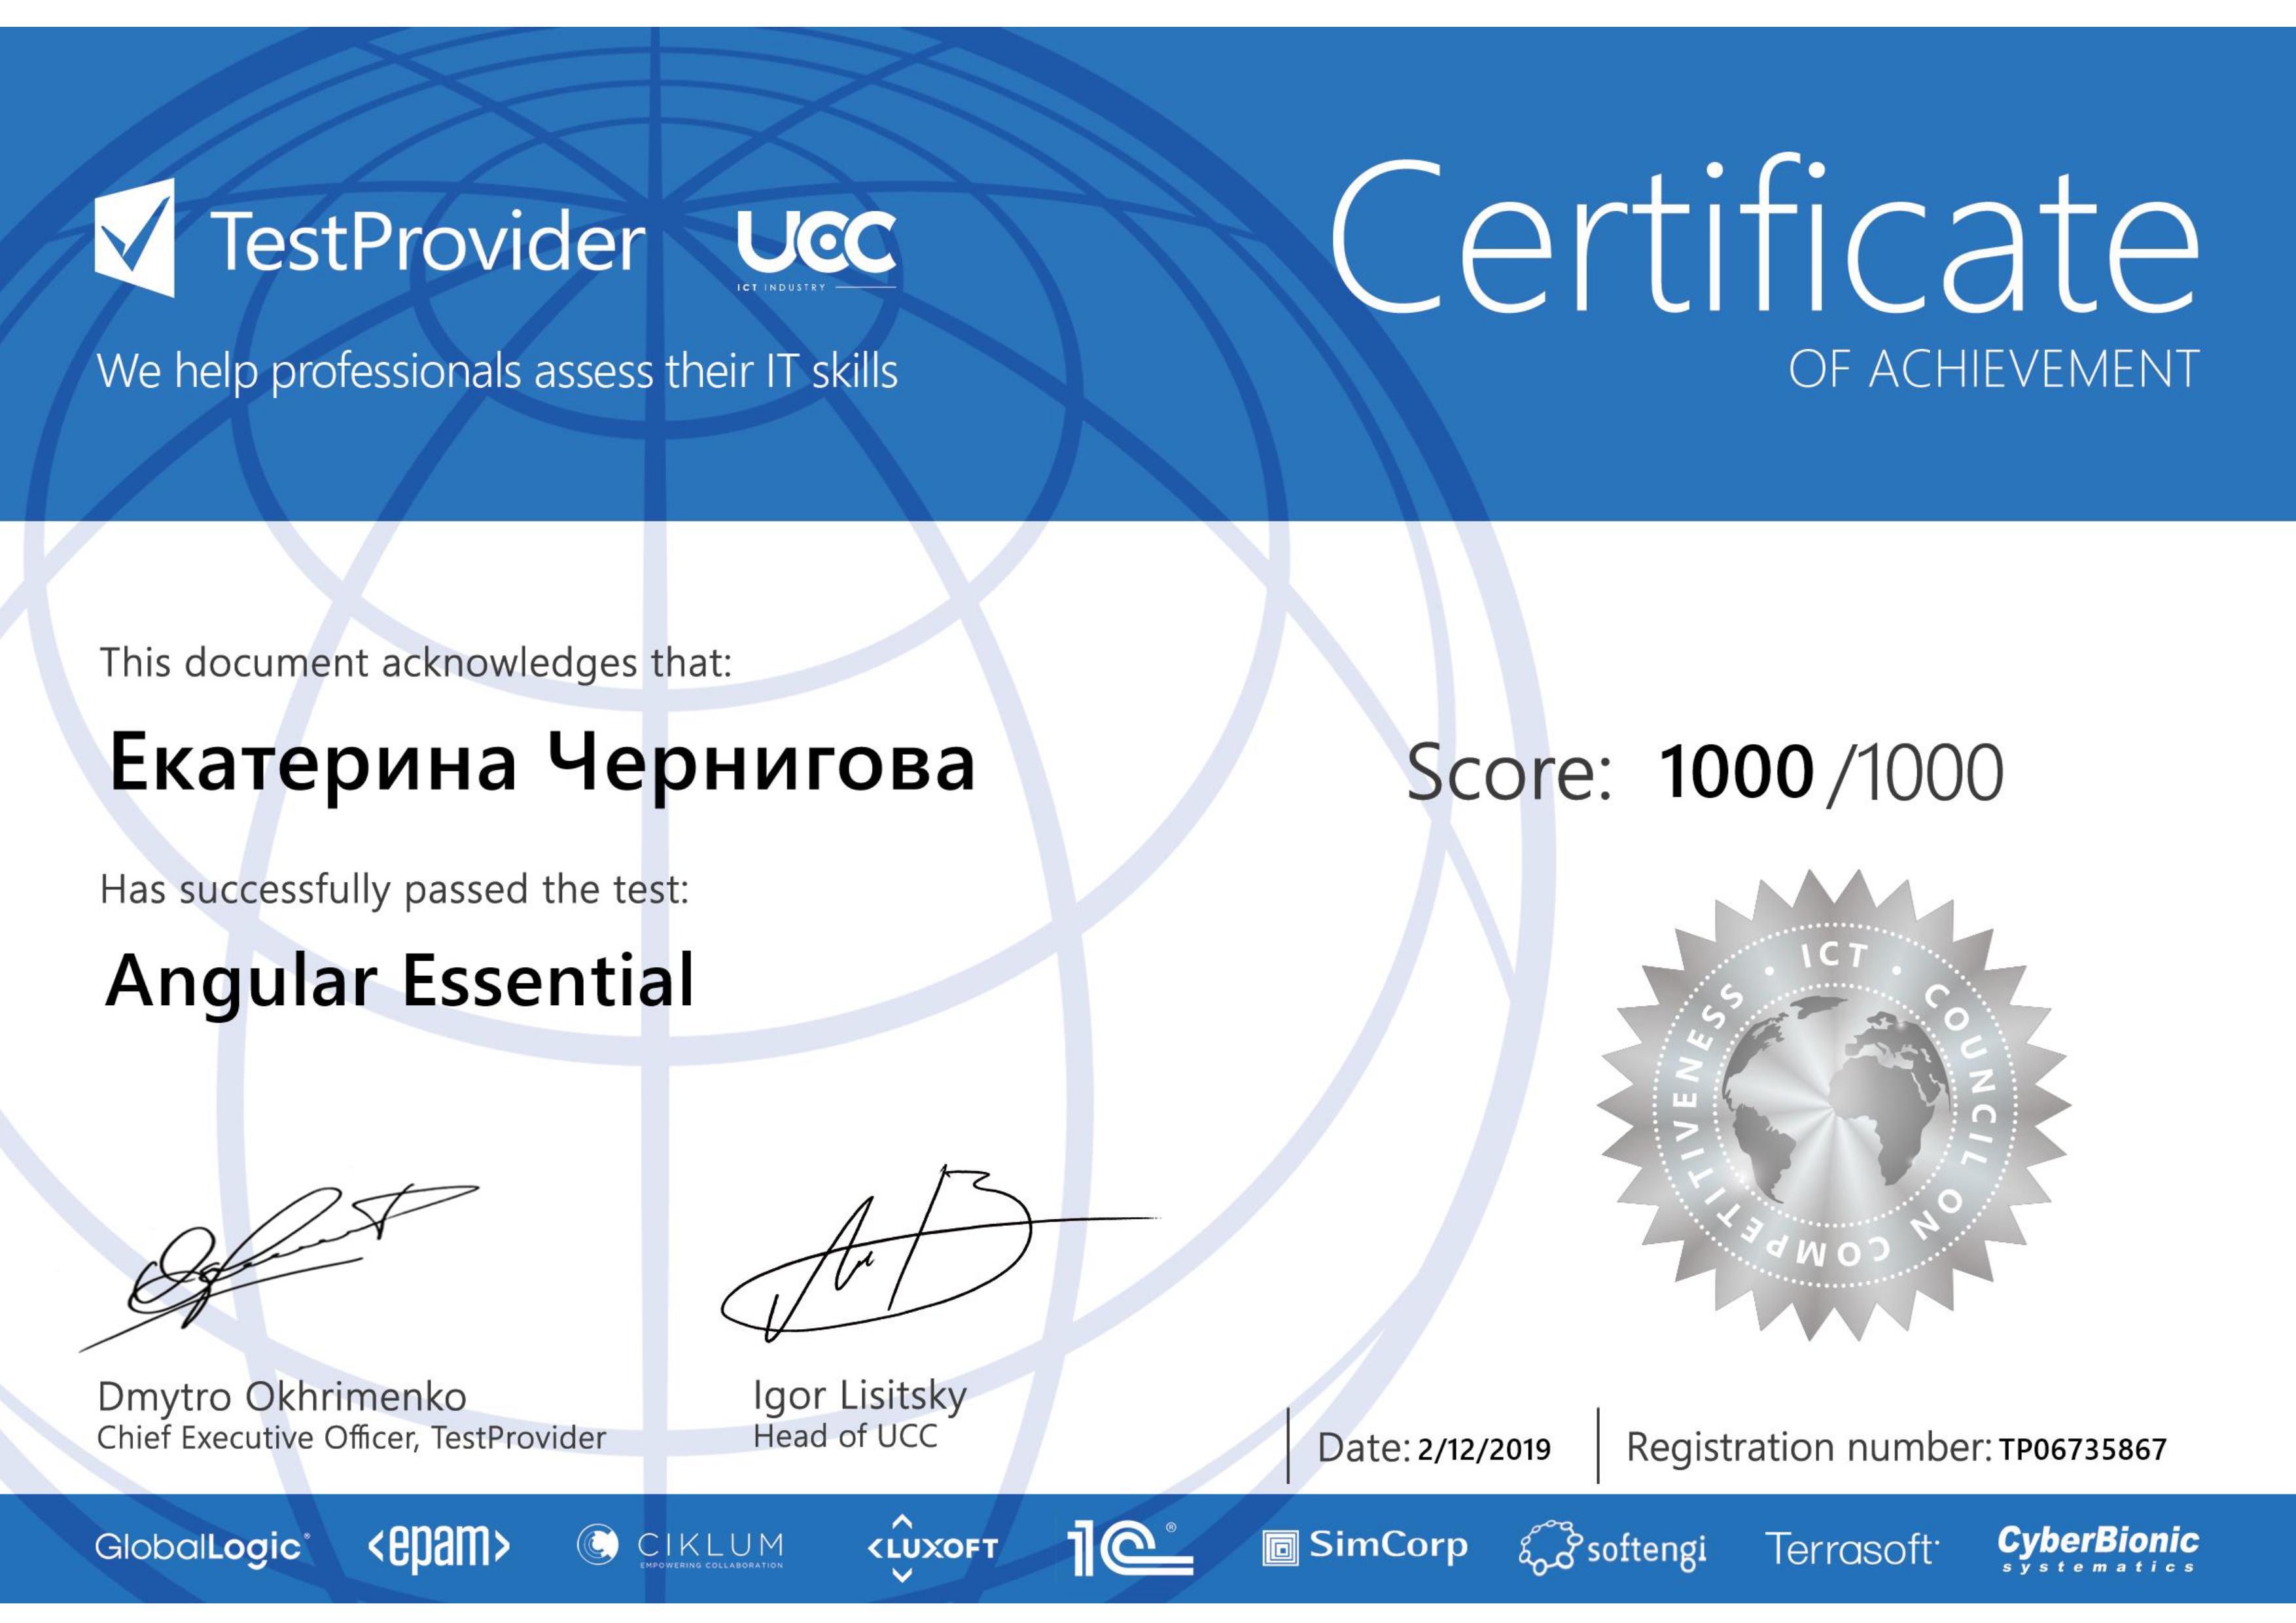 TestProvider
UCC
ICT INDUSTRY
We help professionals assess their IT skills
Certificate
OF ACHIEVEMENT
This document acknowledges that:
Екатерина Чернигова
Score: 1000 /1000
Has successfully passed the test:
Angular Essential
ICT • COUNCIL ON COMPETITIVENESS •
Dmytro Okhrimenko
Chief Executive Officer, TestProvider
Igor Lisitsky
Head of UCC
Date: 2/12/2019
Registration number: TP06735867
GlobalLogic®
<epam>
CIKLUM
EMPOWERING COLLABORATION
<LUXOFT
1C®
SimCorp
softengi
Terrasoft
CyberBionic
systematics